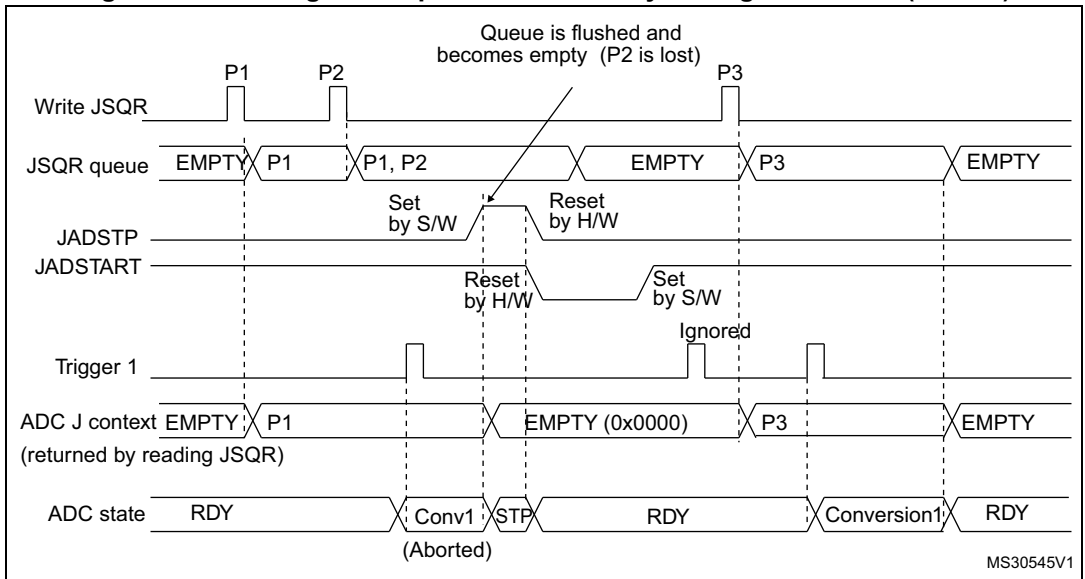 Queue is flushed and
becomes empty (P2 is lost)
P1 P2 P3
Write JSQR
JSQR queue EMPTY P1 P1, P2 EMPTY P3 EMPTY
Set
by S/W
Reset
by H/W
JADSTP
JADSTART
Reset
by H/W
Set
by S/W
Ignored
Trigger 1
ADC J context EMPTY P1 EMPTY (0x0000) P3 EMPTY
(returned by reading JSQR)
ADC state RDY Conv1 STP RDY Conversion1 RDY
(Aborted)
MS30545V1